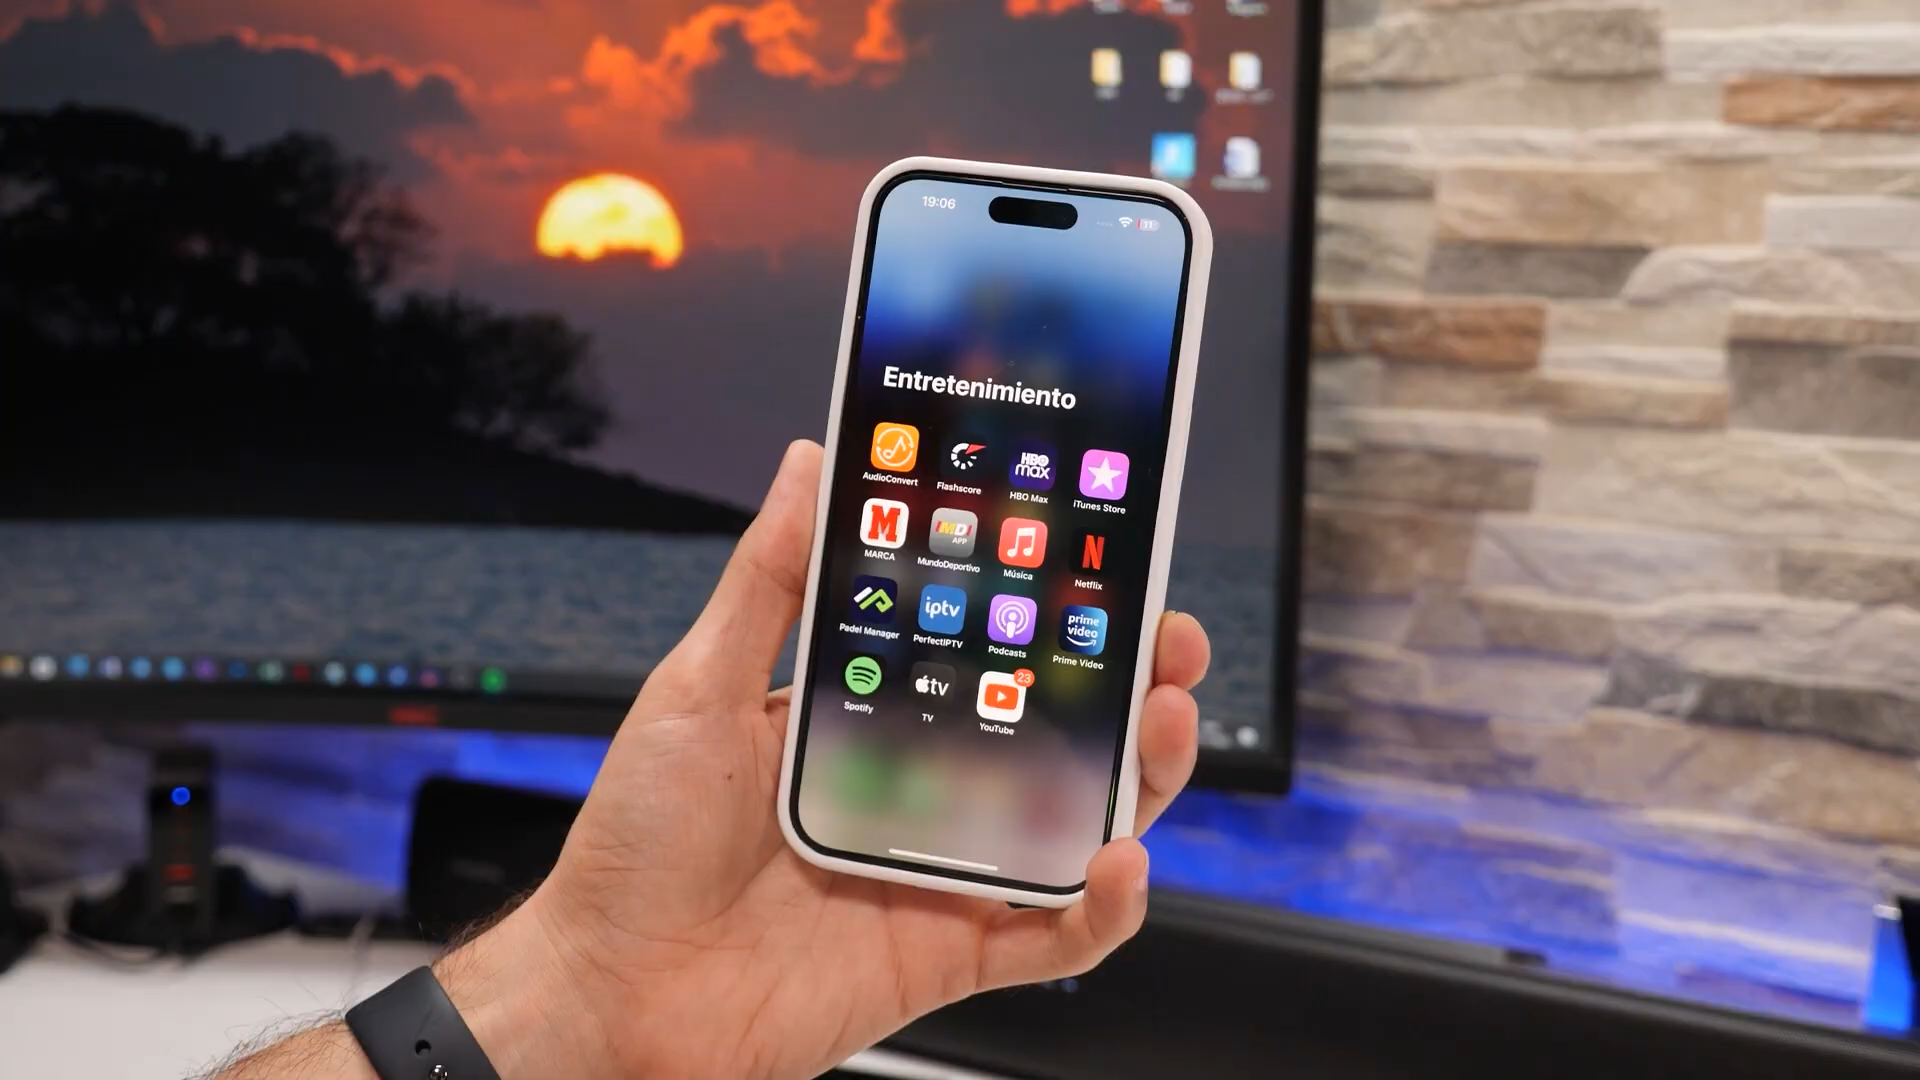 19:06
11
Entretenimiento
AudioConvert
Flashscore
HBO
max
HBO Max
iTunes Store
M
MARCA
MD
APP
MundoDeportivo
Música
N
Netflix
Padel Manager
iptv
PerfectIPTV
Podcasts
prime
video
Prime Video
Spotify
tv
TV
23
YouTube